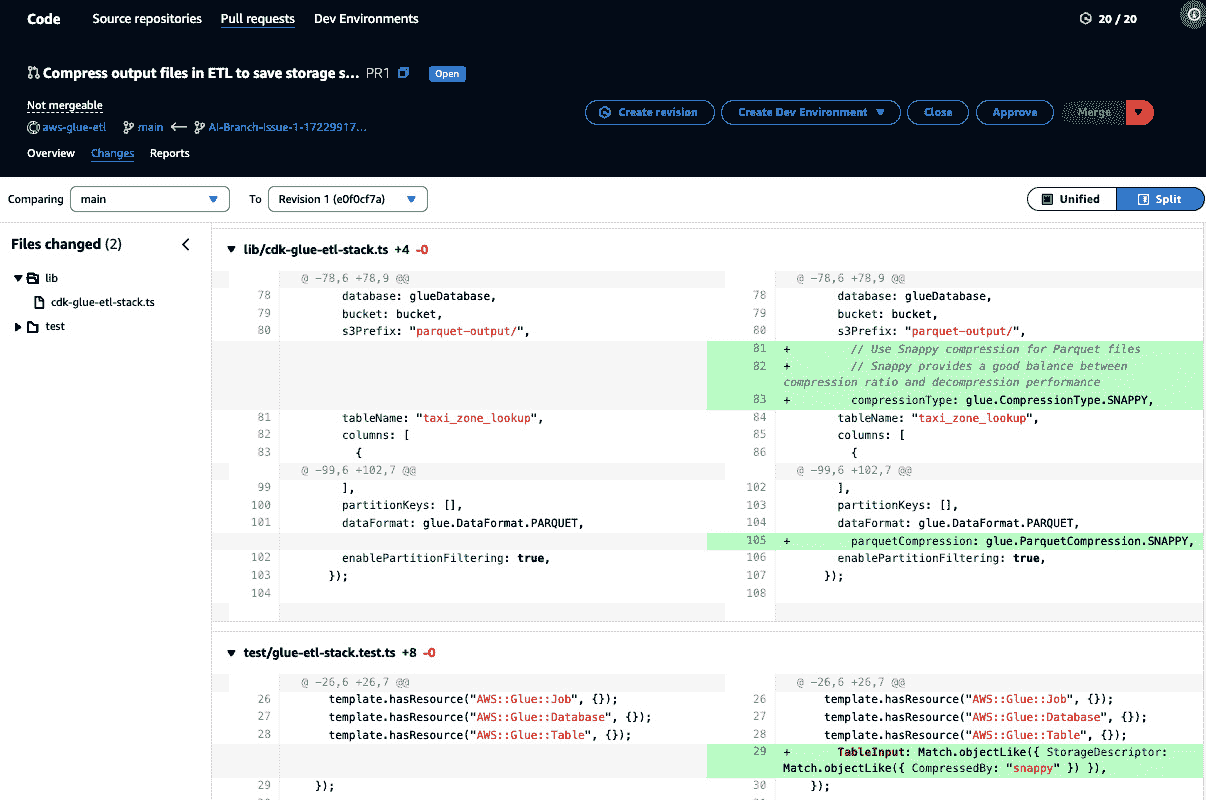 Code Source repositories Pull requests Dev Environments 20 / 20
Compress output files in ETL to save storage s... PR1 Open
Not mergeable
aws-glue-etl main AI-Branch-Issue-1-17229917...
Create revision Create Dev Environment Close Approve Merge
Overview Changes Reports
Comparing main To Revision 1 (e0f0cf7a) Unified Split
Files changed (2)
lib
cdk-glue-etl-stack.ts
test
lib/cdk-glue-etl-stack.ts +4 -0
@ -78,6 +78,9 @@ @ -78,6 +78,9 @@
78 database: glueDatabase, 78 database: glueDatabase,
79 bucket: bucket, 79 bucket: bucket,
80 s3Prefix: "parquet-output/", 80 s3Prefix: "parquet-output/",
81 + // Use Snappy compression for Parquet files
82 + // Snappy provides a good balance between
compression ratio and decompression performance
83 + compressionType: glue.CompressionType.SNAPPY,
81 tableName: "taxi_zone_lookup", 84 tableName: "taxi_zone_lookup",
82 columns: [ 85 columns: [
83 { 86 {
@ -99,6 +102,7 @@ @ -99,6 +102,7 @@
99 ], 102 ],
100 partitionKeys: [], 103 partitionKeys: [],
101 dataFormat: glue.DataFormat.PARQUET, 104 dataFormat: glue.DataFormat.PARQUET,
105 + parquetCompression: glue.ParquetCompression.SNAPPY,
102 enablePartitionFiltering: true, 106 enablePartitionFiltering: true,
103 }); 107 });
104 108
test/glue-etl-stack.test.ts +8 -0
@ -26,6 +26,7 @@ @ -26,6 +26,7 @@
26 template.hasResource("AWS::Glue::Job", {}); 26 template.hasResource("AWS::Glue::Job", {});
27 template.hasResource("AWS::Glue::Database", {}); 27 template.hasResource("AWS::Glue::Database", {});
28 template.hasResource("AWS::Glue::Table", {}); 28 template.hasResource("AWS::Glue::Table", {});
29 + TableInput: Match.objectLike({ StorageDescriptor:
Match.objectLike({ CompressedBy: "snappy" }) }),
29 }); 30 });